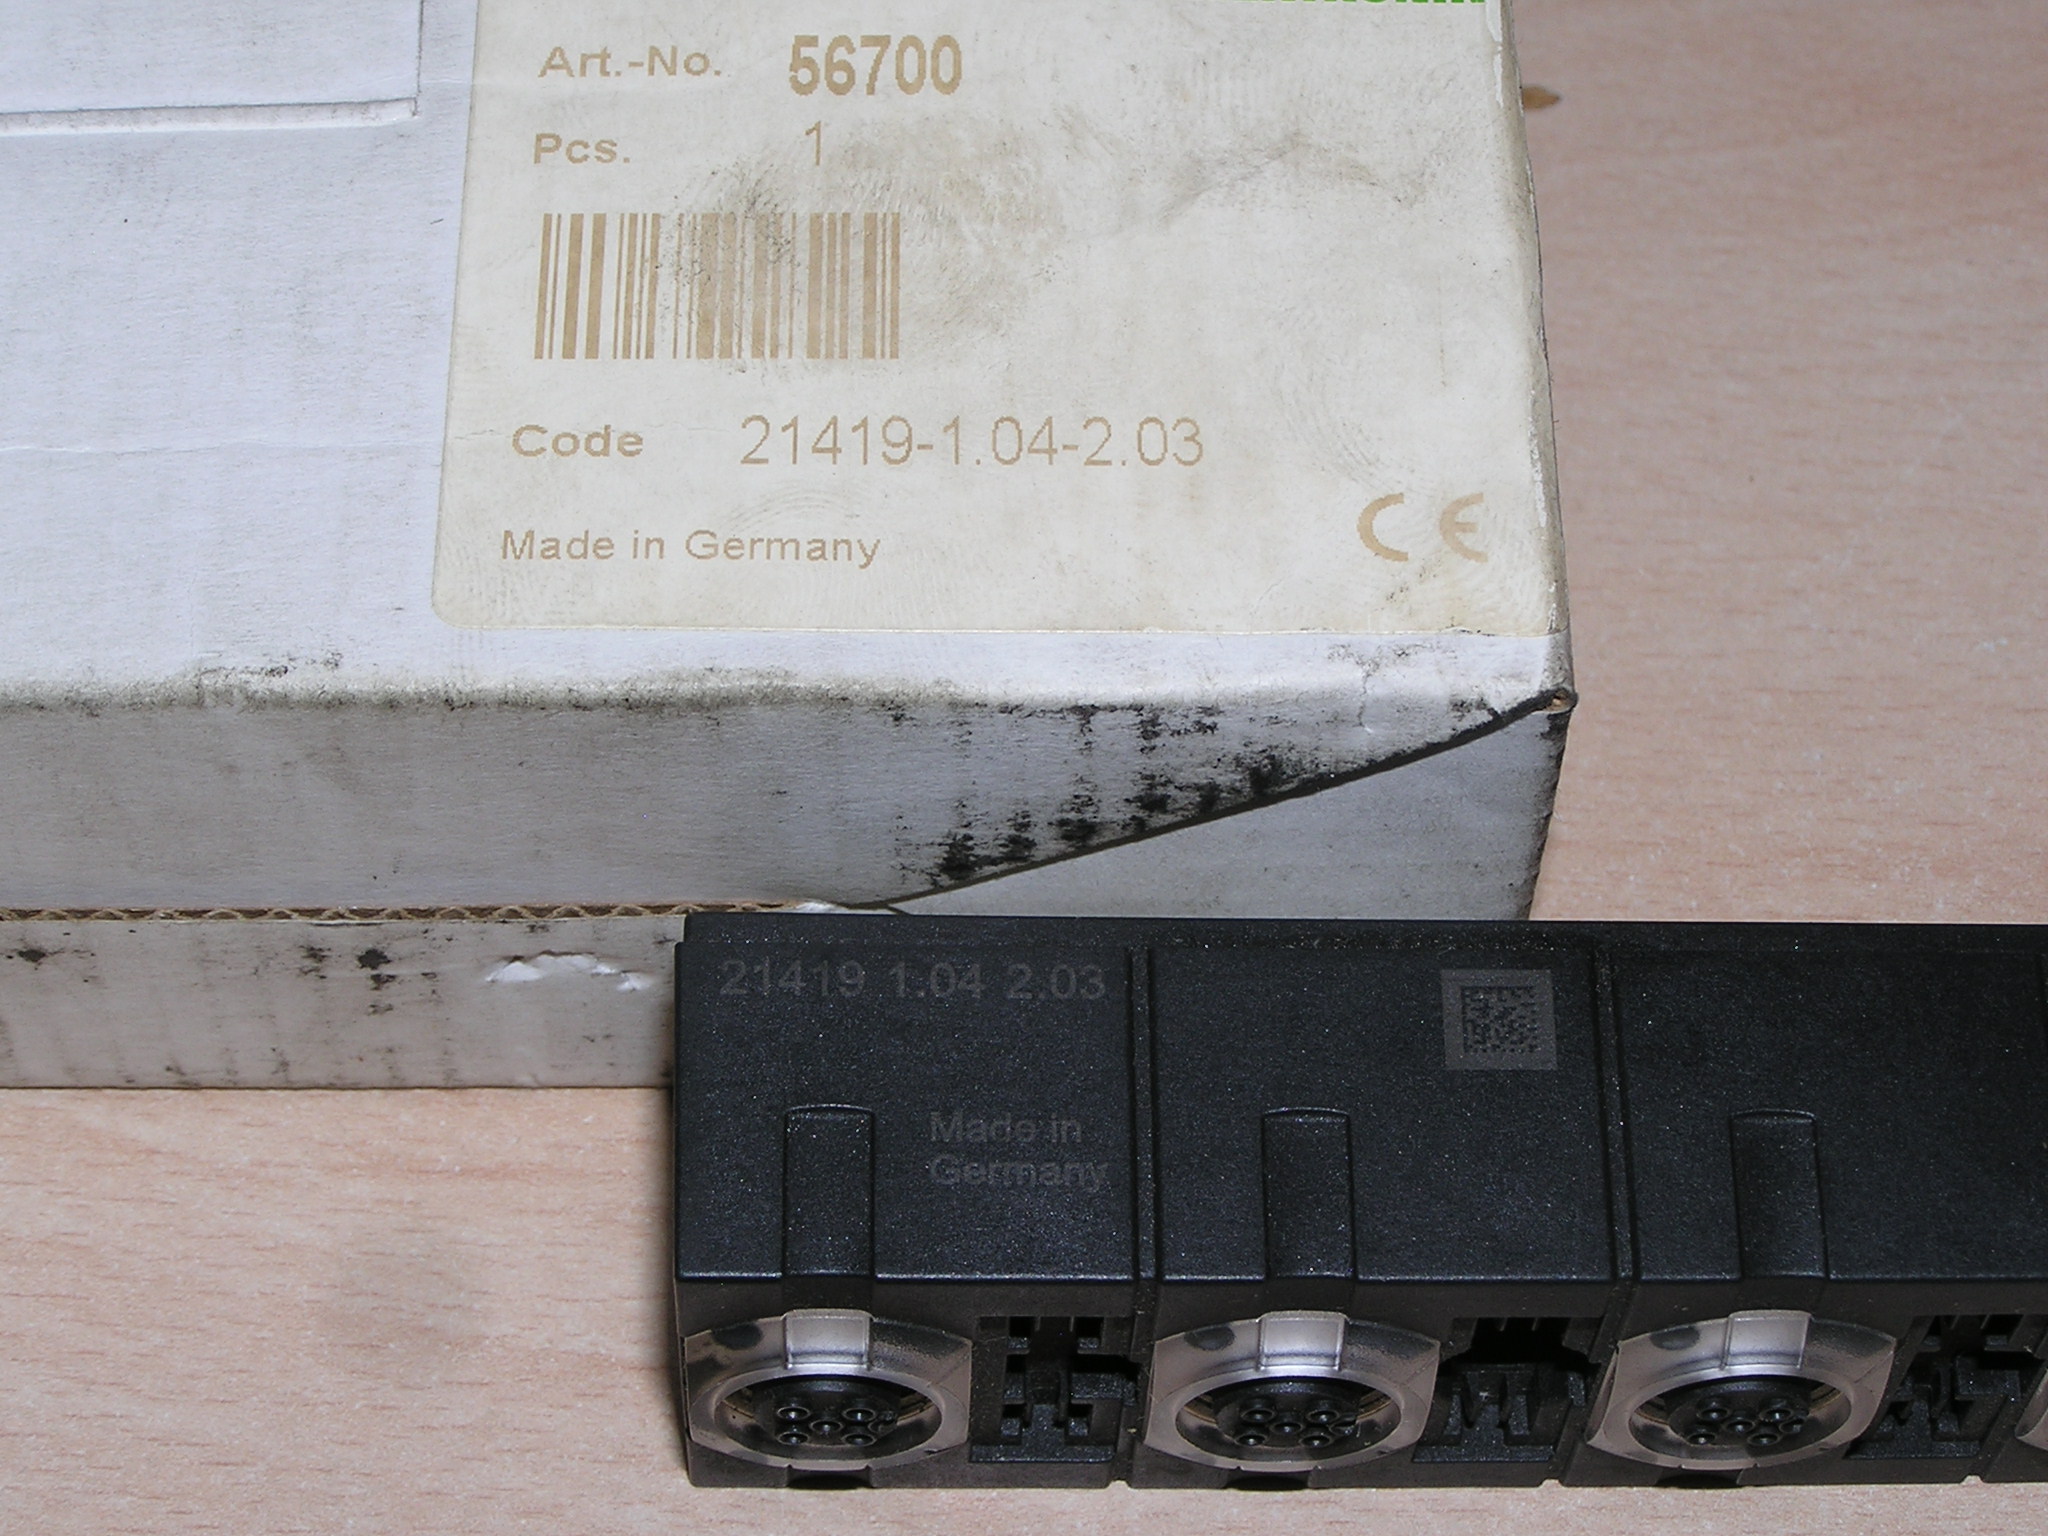 Art.-No. 56700
Pcs. 1
Code 21419-1.04-2.03
Made in Germany
CE
21419 1.04 2.03
Made in
Germany